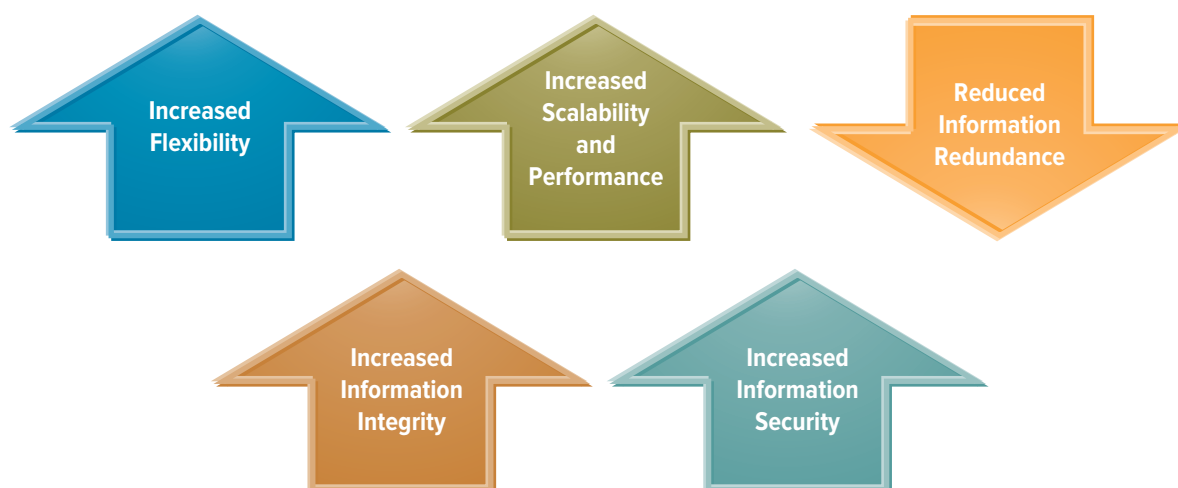 Increased
Flexibility
Increased
Scalability
and
Performance
Reduced
Information
Redundance
Increased
Information
Integrity
Increased
Information
Security